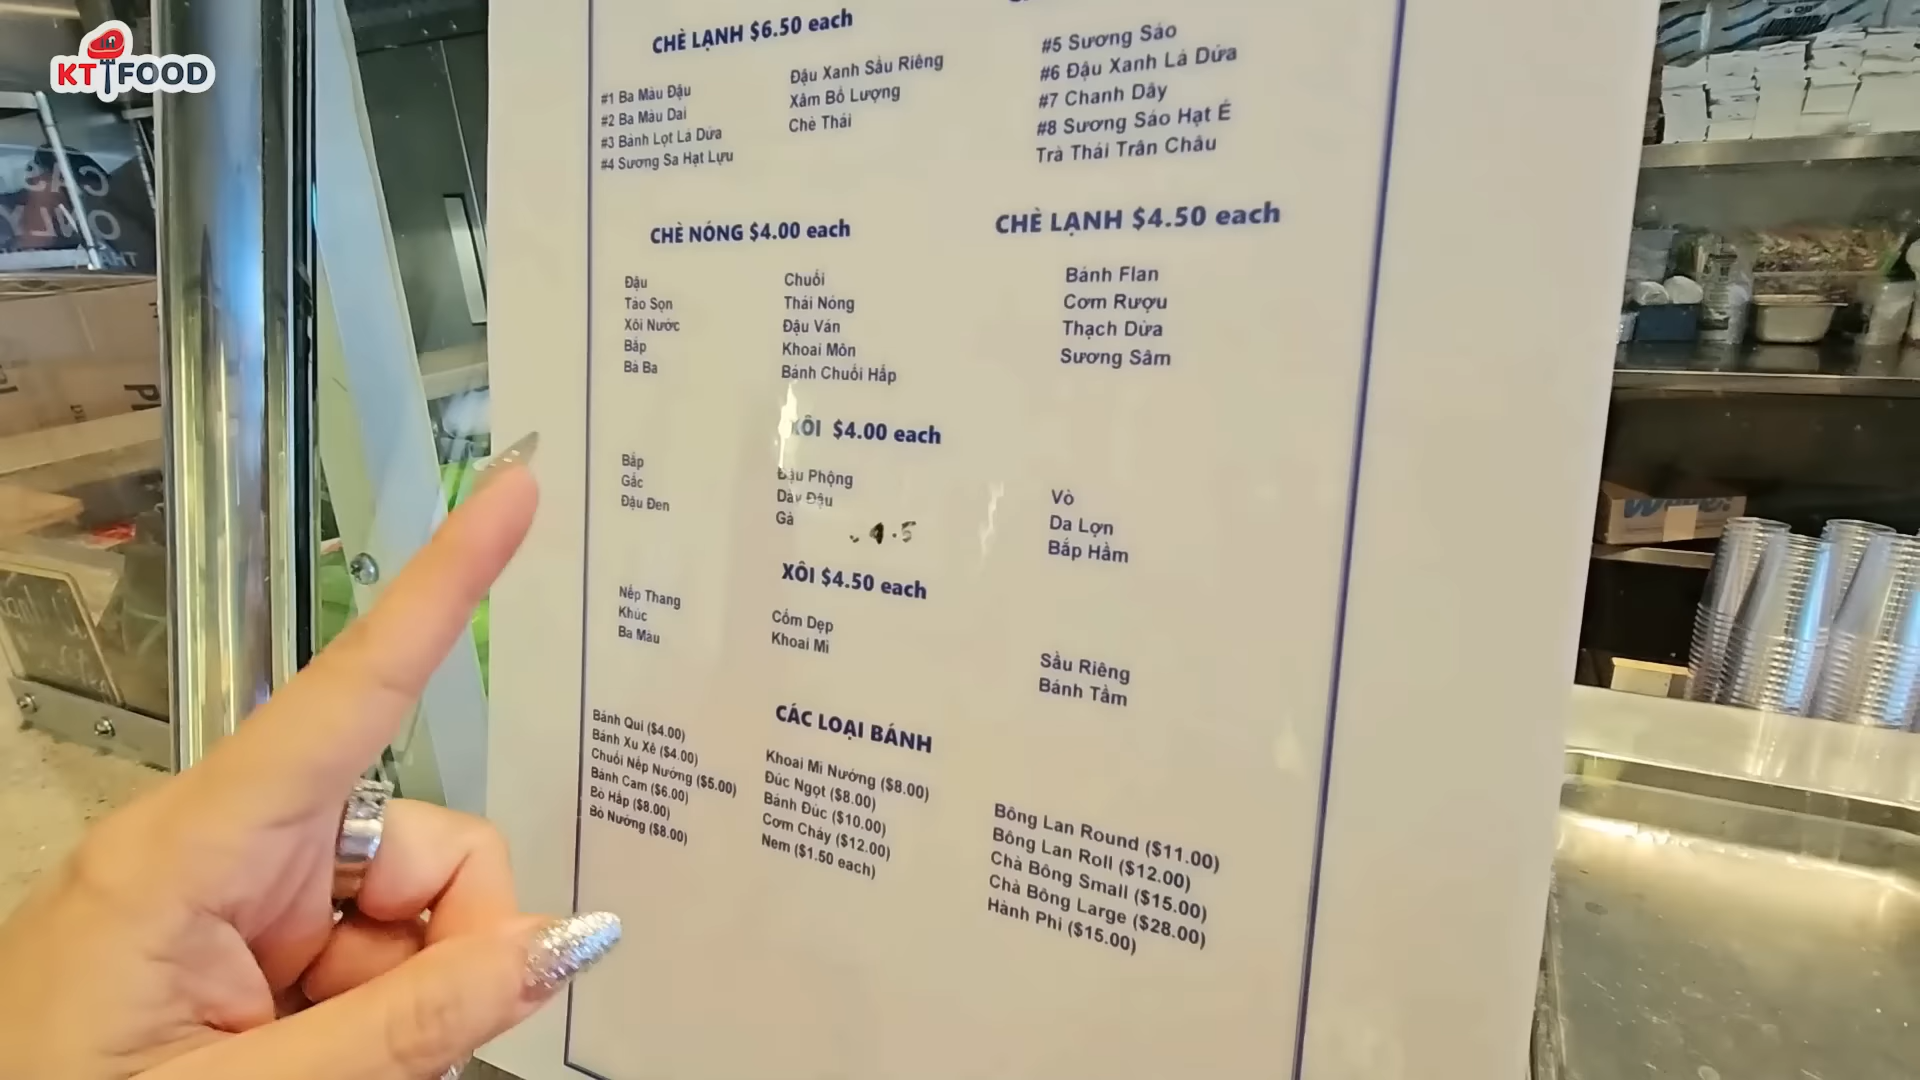 KT FOOD
CASH
ONLY
CHÈ LẠNH $6.50 each
#1 Ba Màu Đậu
#2 Ba Màu Dai
#3 Bánh Lọt Lá Dứa
#4 Sương Sa Hạt Lựu
Đậu Xanh Sầu Riêng
Xâm Bổ Lượng
Chè Thái
#5 Sương Sáo
#6 Đậu Xanh Lá Dứa
#7 Chanh Dây
#8 Sương Sáo Hạt É
Trà Thái Trân Châu
CHÈ NÓNG $4.00 each
Đậu
Táo Sọn
Xôi Nước
Bắp
Bà Ba
Chuối
Thái Nóng
Đậu Ván
Khoai Môn
Bánh Chuối Hấp
CHÈ LẠNH $4.50 each
Bánh Flan
Cơm Rượu
Thạch Dừa
Sương Sâm
XÔI $4.00 each
Bắp
Gấc
Đậu Đen
Đậu Phộng
Dày Đậu
Gà
4.5
Vò
Da Lợn
Bắp Hầm
XÔI $4.50 each
Nếp Thang
Khúc
Ba Màu
Cốm Dẹp
Khoai Mì
Sầu Riêng
Bánh Tằm
CÁC LOẠI BÁNH
Bánh Qui ($4.00)
Bánh Xu Xê ($4.00)
Chuối Nếp Nướng ($5.00)
Bánh Cam ($6.00)
Bò Hấp ($8.00)
Bò Nướng ($8.00)
Khoai Mì Nướng ($8.00)
Đúc Ngọt ($8.00)
Bánh Đúc ($10.00)
Cơm Cháy ($12.00)
Nem ($1.50 each)
Bông Lan Round ($11.00)
Bông Lan Roll ($12.00)
Chà Bông Small ($15.00)
Chà Bông Large ($28.00)
Hành Phi ($15.00)